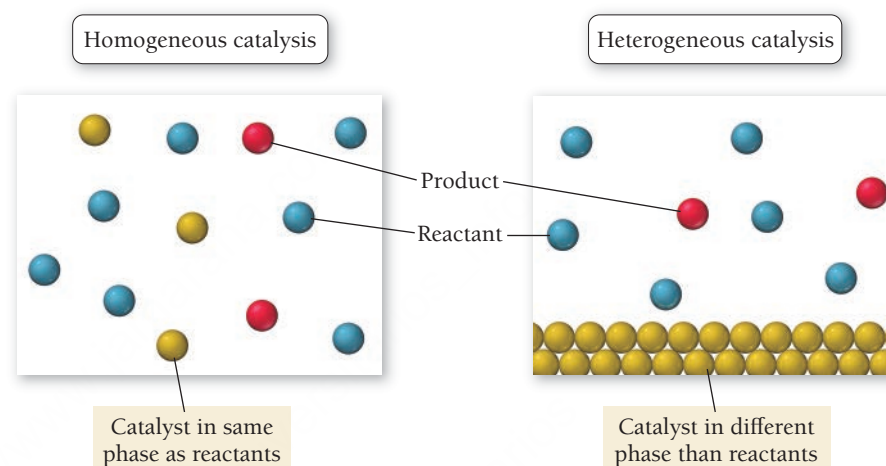 Homogeneous catalysis
Heterogeneous catalysis
Product
Reactant
Catalyst in same
phase as reactants
Catalyst in different
phase than reactants